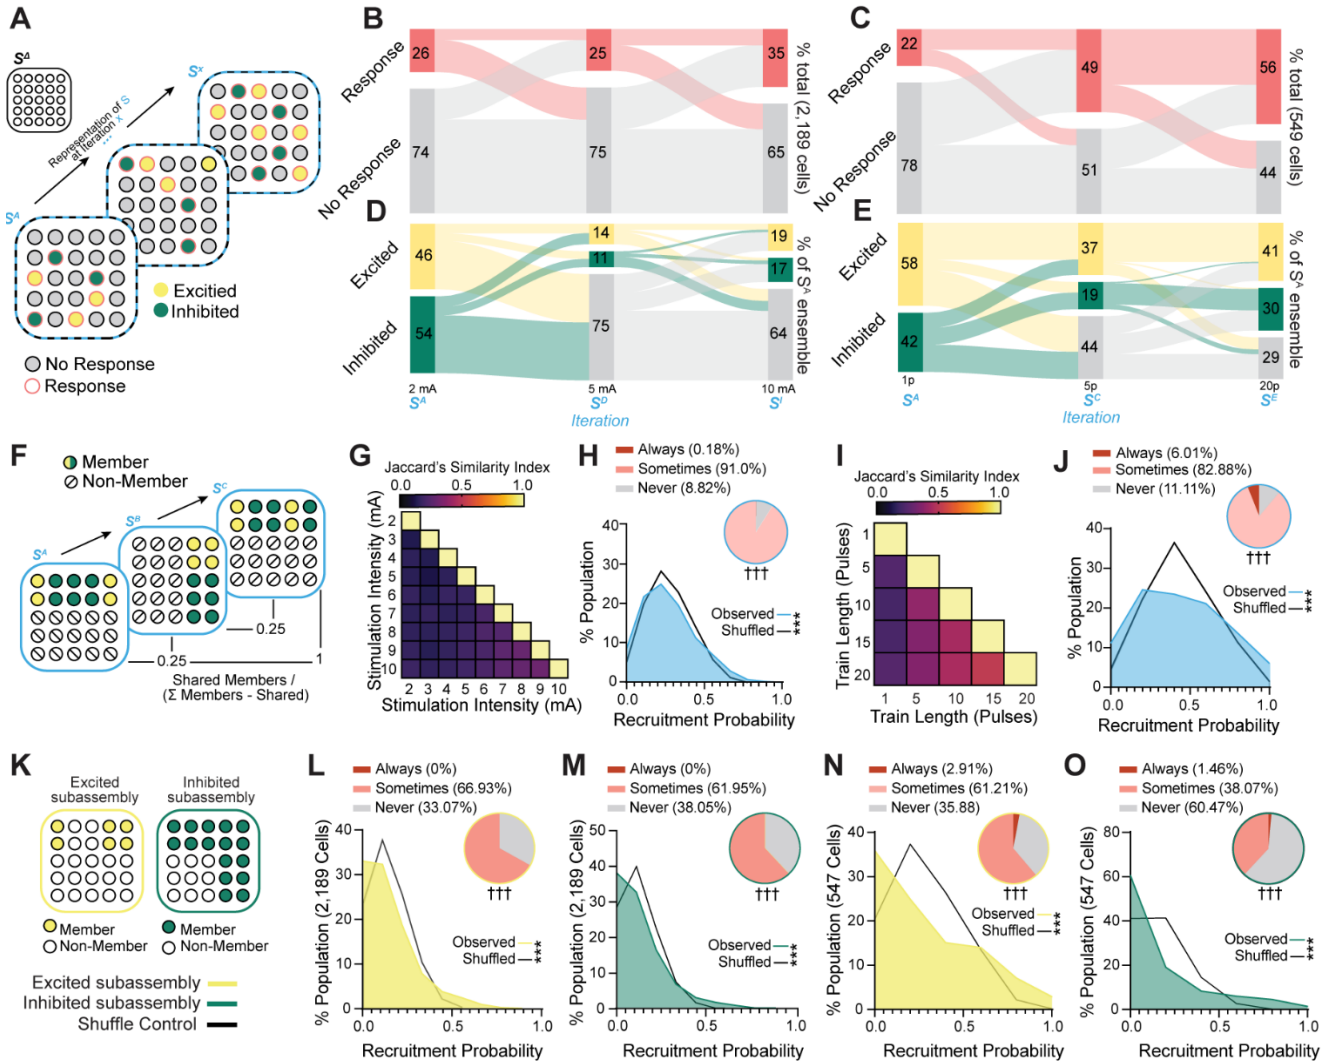 A
S^Δ
Representation of S
at Iteration x
...
S^x
S^A
Excitied
Inhibited
No Response
Response
B
Response
No Response
26
74
25
75
35
65
% total (2,189 cells)
C
Response
No Response
22
78
49
51
56
44
% total (549 cells)
D
Excited
Inhibited
46
54
14
11
75
19
17
64
% of S^A ensemble
2 mA
5 mA
10 mA
S^A
S^D
S^I
Iteration
E
Excited
Inhibited
58
42
37
19
44
41
30
29
% of S^A ensemble
1p
5p
20p
S^A
S^C
S^E
Iteration
F
Member
Non-Member
S^A
S^B
S^C
0.25
0.25
1
Shared Members /
(Σ Members - Shared)
G
Jaccard's Similarity Index
0.0 0.5 1.0
Stimulation Intensity (mA)
2
3
4
5
6
7
8
9
10
2 3 4 5 6 7 8 9 10
Stimulation Intensity (mA)
H
Always (0.18%)
Sometimes (91.0%)
Never (8.82%)
†††
Observed
Shuffled
***
% Population
40
30
20
10
0
0.0 0.5 1.0
Recruitment Probability
I
Jaccard's Similarity Index
0.0 0.5 1.0
Train Length (Pulses)
1
5
10
15
20
1 5 10 15 20
Train Length (Pulses)
J
Always (6.01%)
Sometimes (82.88%)
Never (11.11%)
†††
Observed
Shuffled
***
% Population
40
30
20
10
0
0.0 0.5 1.0
Recruitment Probability
K
Excited
subassembly
Inhibited
subassembly
Member
Non-Member
Member
Non-Member
Excited subassembly
Inhibited subassembly
Shuffle Control
L
Always (0%)
Sometimes (66.93%)
Never (33.07%)
†††
Observed
Shuffled
***
% Population (2,189 Cells)
40
30
20
10
0
0.0 0.5 1.0
Recruitment Probability
M
Always (0%)
Sometimes (61.95%)
Never (38.05%)
†††
Observed
Shuffled
***
% Population (2,189 Cells)
50
40
30
20
10
0
0.0 0.5 1.0
Recruitment Probability
N
Always (2.91%)
Sometimes (61.21%)
Never (35.88)
†††
Observed
Shuffled
***
% Population (547 Cells)
40
30
20
10
0
0.0 0.5 1.0
Recruitment Probability
O
Always (1.46%)
Sometimes (38.07%)
Never (60.47%)
†††
Observed
Shuffled
***
% Population (547 Cells)
80
60
40
20
0
0.0 0.5 1.0
Recruitment Probability